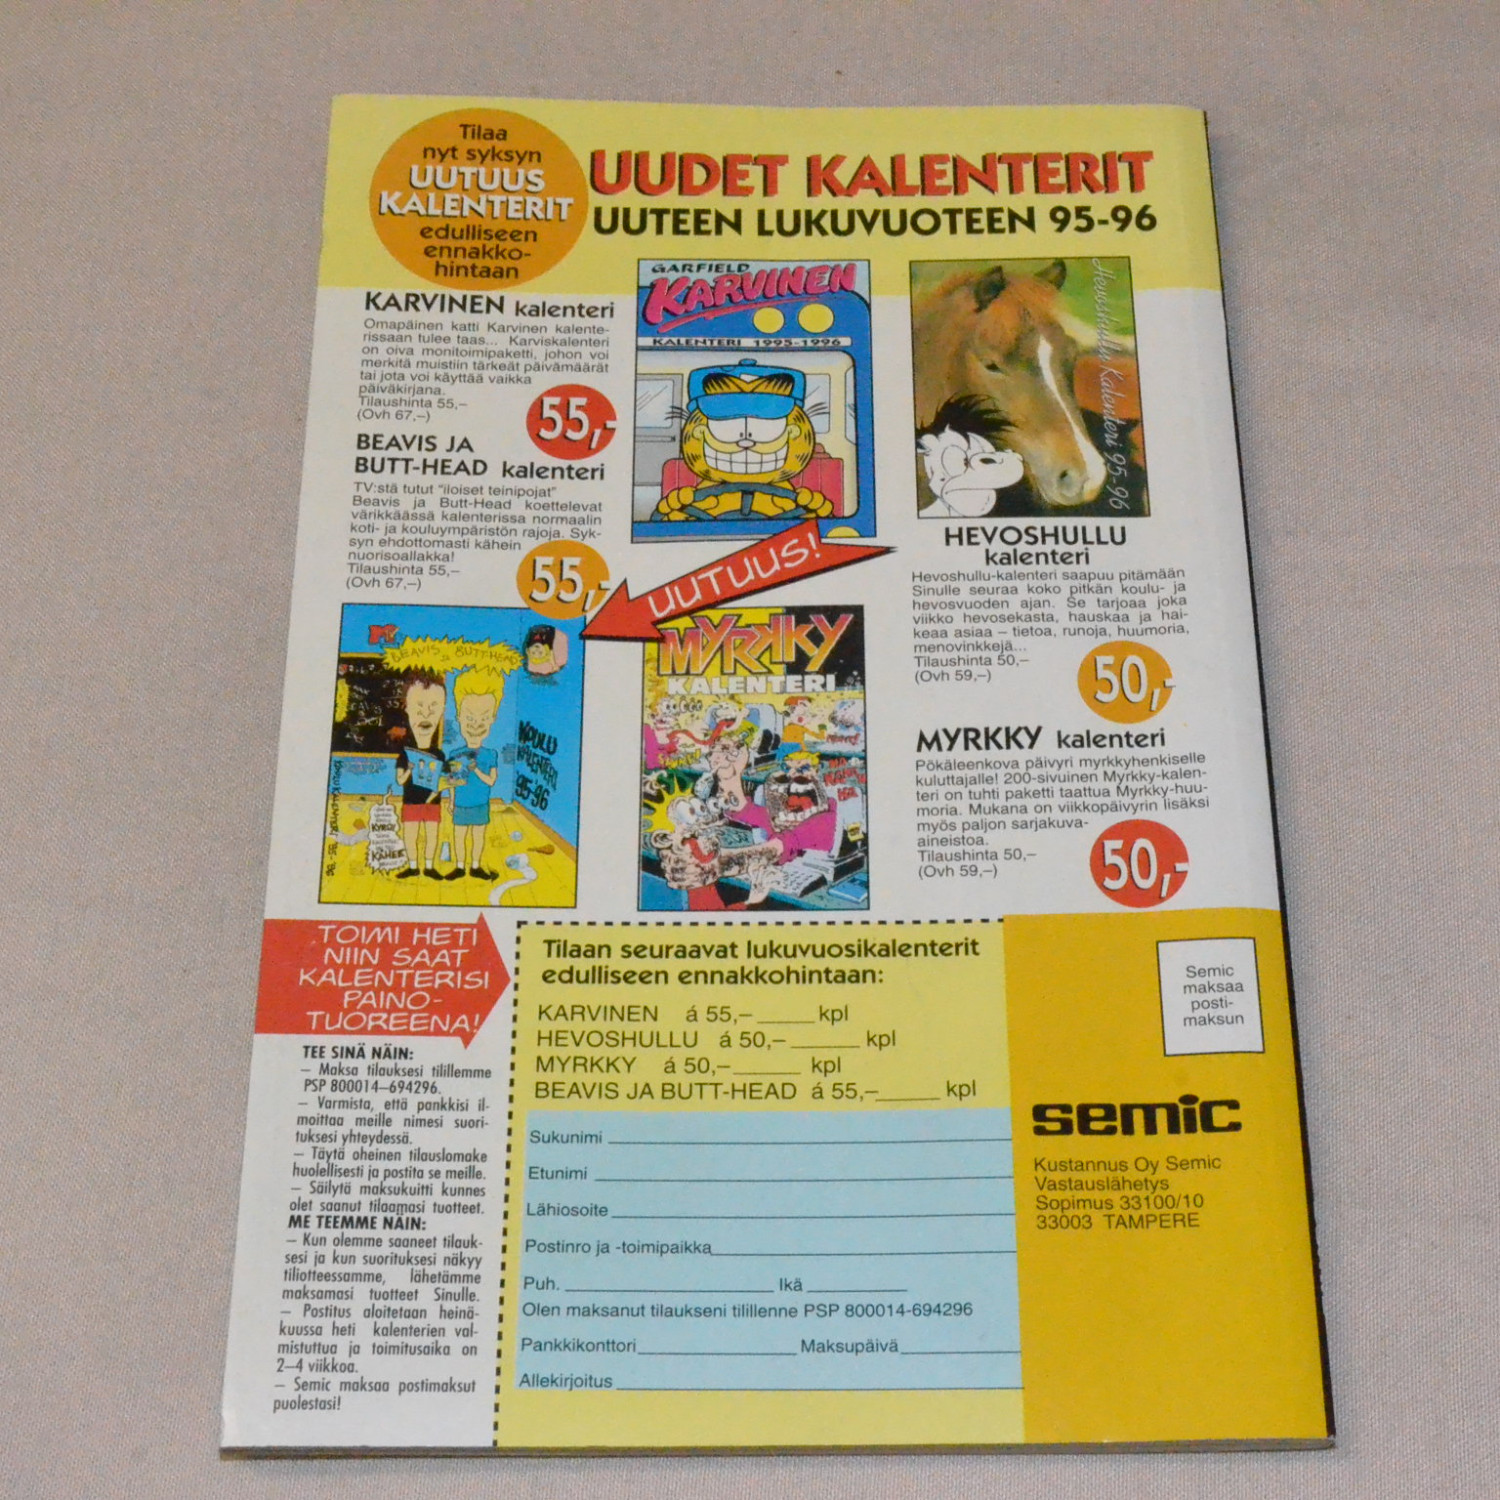 Tilaa
nyt syksyn
UUTUUS
KALENTERIT
edulliseen
ennakko-
hintaan
UUDET KALENTERIT
UUTEEN LUKUVUOTEEN 95-96
KARVINEN kalenteri
Omapäinen katti Karvinen kalente-
rissaan tulee taas... Karviskalenteri
on oiva monitoimipaketti, johon voi
merkitä muistiin tärkeät päivämäärät
tai jota voi käyttää vaikka
päiväkirjana.
Tilaushinta 55,–
(Ovh 67,–)
55,-
BEAVIS JA
BUTT-HEAD kalenteri
TV:stä tutut "iloiset teinipojat"
Beavis ja Butt-Head koettelevat
värikkäässä kalenterissa normaalin
koti- ja kouluympäristön rajoja. Syk-
syn ehdottomasti kähein
nuorisoallakka!
Tilaushinta 55,–
(Ovh 67,–)
55,-
GARFIELD
KARVINEN
KALENTERI 1995-1996
Hevoshullu Kalenteri 95-96
UUTUUS!
BEAVIS JA BUTT-HEAD
KOULU
KALENTERI
'95-'96
MYRKKY
KALENTERI
HEVOSHULLU
kalenteri
Hevoshullu-kalenteri saapuu pitämään
Sinulle seuraa koko pitkän koulu- ja
hevosvuoden ajan. Se tarjoaa joka
viikko hevosekasta, hauskaa ja hai-
keaa asiaa – tietoa, runoja, huumoria,
menovinkkejä...
Tilaushinta 50,–
(Ovh 59,–)
50,-
MYRKKY kalenteri
Pökäleenkova päivyri myrkkyhenkiselle
kuluttajalle! 200-sivuinen Myrkky-kalen-
teri on tuhti paketti taattua Myrkky-huu-
moria. Mukana on viikkopäivyrin lisäksi
myös paljon sarjakuva-
aineistoa.
Tilaushinta 50,–
(Ovh 59,–)
50,-
TOIMI HETI
NIIN SAAT
KALENTERISI
PAINO-
TUOREENA!
TEE SINÄ NÄIN:
– Maksa tilauksesi tilillemme
PSP 800014–694296.
– Varmista, että pankkisi il-
moittaa meille nimesi suori-
tuksesi yhteydessä.
– Täytä oheinen tilauslomake
huolellisesti ja postita se meille.
– Säilytä maksukuitti kunnes
olet saanut tilaamasi tuotteet.
ME TEEMME NÄIN:
– Kun olemme saaneet tilauk-
sesi ja kun suorituksesi näkyy
tiliotteessamme, lähetämme
maksamasi tuotteet Sinulle.
– Postitus aloitetaan heinä-
kuussa heti kalenterien val-
mistuttua ja toimitusaika on
2–4 viikkoa.
– Semic maksaa postimaksut
puolestasi!
Tilaan seuraavat lukuvuosikalenterit
edulliseen ennakkohintaan:
KARVINEN á 55,– _____ kpl
HEVOSHULLU á 50,– ______ kpl
MYRKKY á 50,– ______ kpl
BEAVIS JA BUTT-HEAD á 55,– ______ kpl
Sukunimi
Etunimi
Lähiosoite
Postinro ja -toimipaikka
Puh. Ikä
Olen maksanut tilaukseni tilillenne PSP 800014-694296
Pankkikonttori Maksupäivä
Allekirjoitus
Semic
maksaa
posti-
maksun
semic
Kustannus Oy Semic
Vastauslähetys
Sopimus 33100/10
33003 TAMPERE